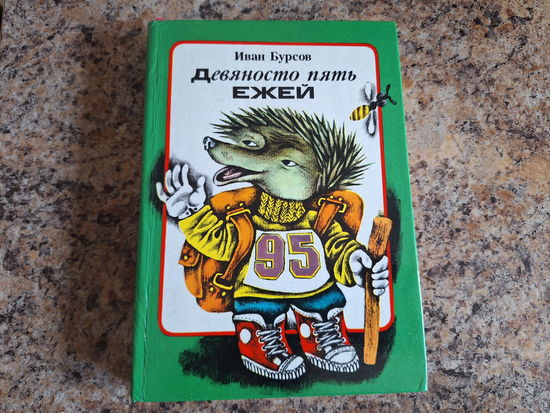 Иван Бурсов
Девяносто пять
ЕЖЕЙ
95